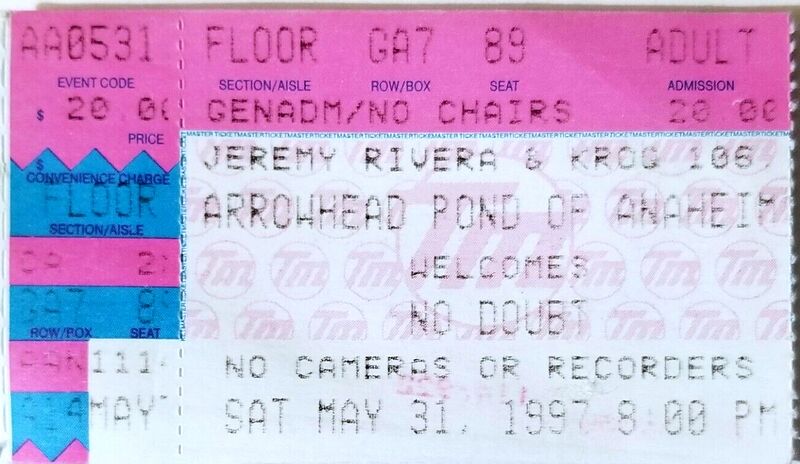 AA0531 FLOOR GA7 89 ADULT
EVENT CODE SECTION/AISLE ROW/BOX SEAT ADMISSION
$ 20.00 GENADM/NO CHAIRS 20.00
PRICE
$
CONVENIENCE CHARGE
FLOOR
SECTION/AISLE
ROW/BOX SEAT
1114
MAY
JEREMY RIVERA & KROQ 106
ARROWHEAD POND OF ANAHEIM
WELCOMES
NO DOUBT
NO CAMERAS OR RECORDERS
SAT MAY 31, 1997 8:00 PM